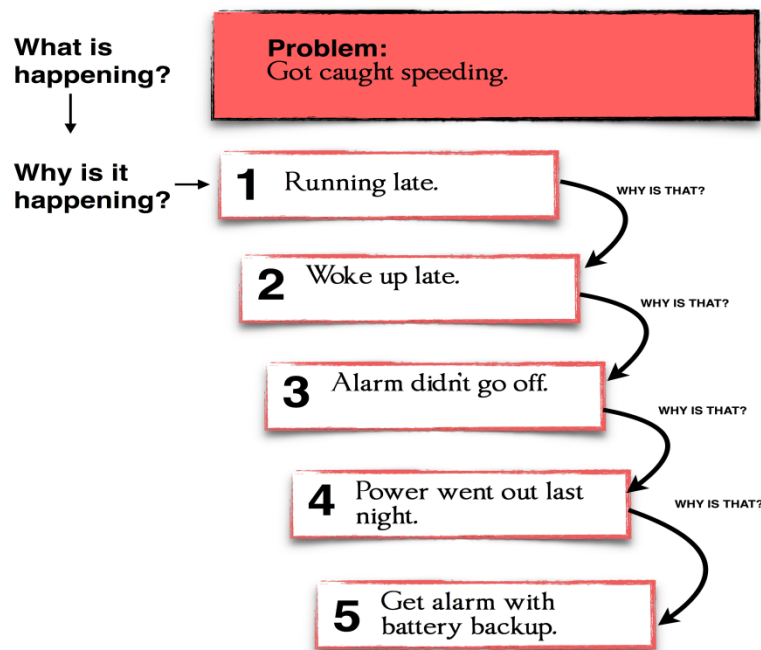 What is
happening?
Problem:
Got caught speeding.
Why is it
happening?
1 Running late.
WHY IS THAT?
2 Woke up late.
WHY IS THAT?
3 Alarm didn't go off.
WHY IS THAT?
4 Power went out last
night.
WHY IS THAT?
5 Get alarm with
battery backup.